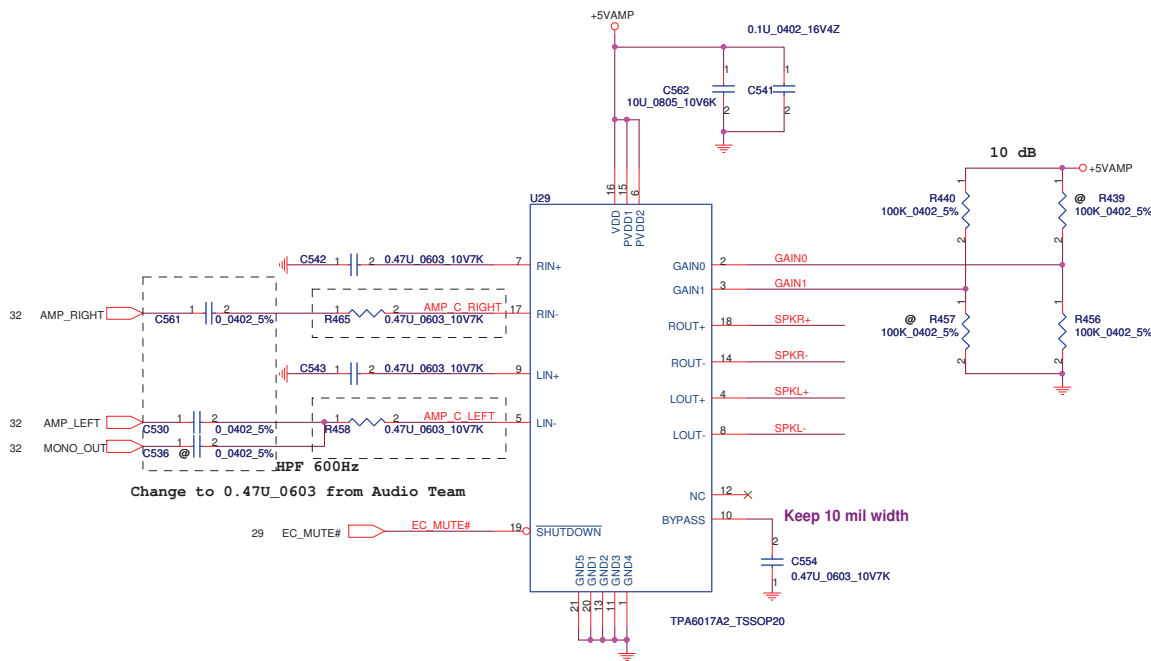 +5VAMP
0.1U_0402_16V4Z
1
1
C562
C541
10U_0805_10V6K
2
2
10 dB
+5VAMP
1
1
R440
@ R439
100K_0402_5%
100K_0402_5%
2
2
16
15
6
U29
VDD
PVDD1
PVDD2
C542 1 2 0.47U_0603_10V7K
7 RIN+
GAIN0 2 GAIN0
GAIN1 3 GAIN1
32 AMP_RIGHT
1 2
C561
0_0402_5%
1 2 AMP_C_RIGHT
R465
0.47U_0603_10V7K
17 RIN-
ROUT+ 18 SPKR+
1
1
@ R457
R456
100K_0402_5%
100K_0402_5%
2
2
C543 1 2 0.47U_0603_10V7K
9 LIN+
ROUT- 14 SPKR-
LOUT+ 4 SPKL+
32 AMP_LEFT
1 2
C530
0_0402_5%
1 2 AMP_C_LEFT
R458
0.47U_0603_10V7K
5 LIN-
LOUT- 8 SPKL-
32 MONO_OUT
1 2
C536 @
0_0402_5%
HPF 600Hz
Change to 0.47U_0603 from Audio Team
NC 12
BYPASS 10
Keep 10 mil width
29 EC_MUTE#
EC_MUTE#
19 SHUTDOWN
2
C554
0.47U_0603_10V7K
1
GND5
GND1
GND2
GND3
GND4
21
20
13
11
1
TPA6017A2_TSSOP20